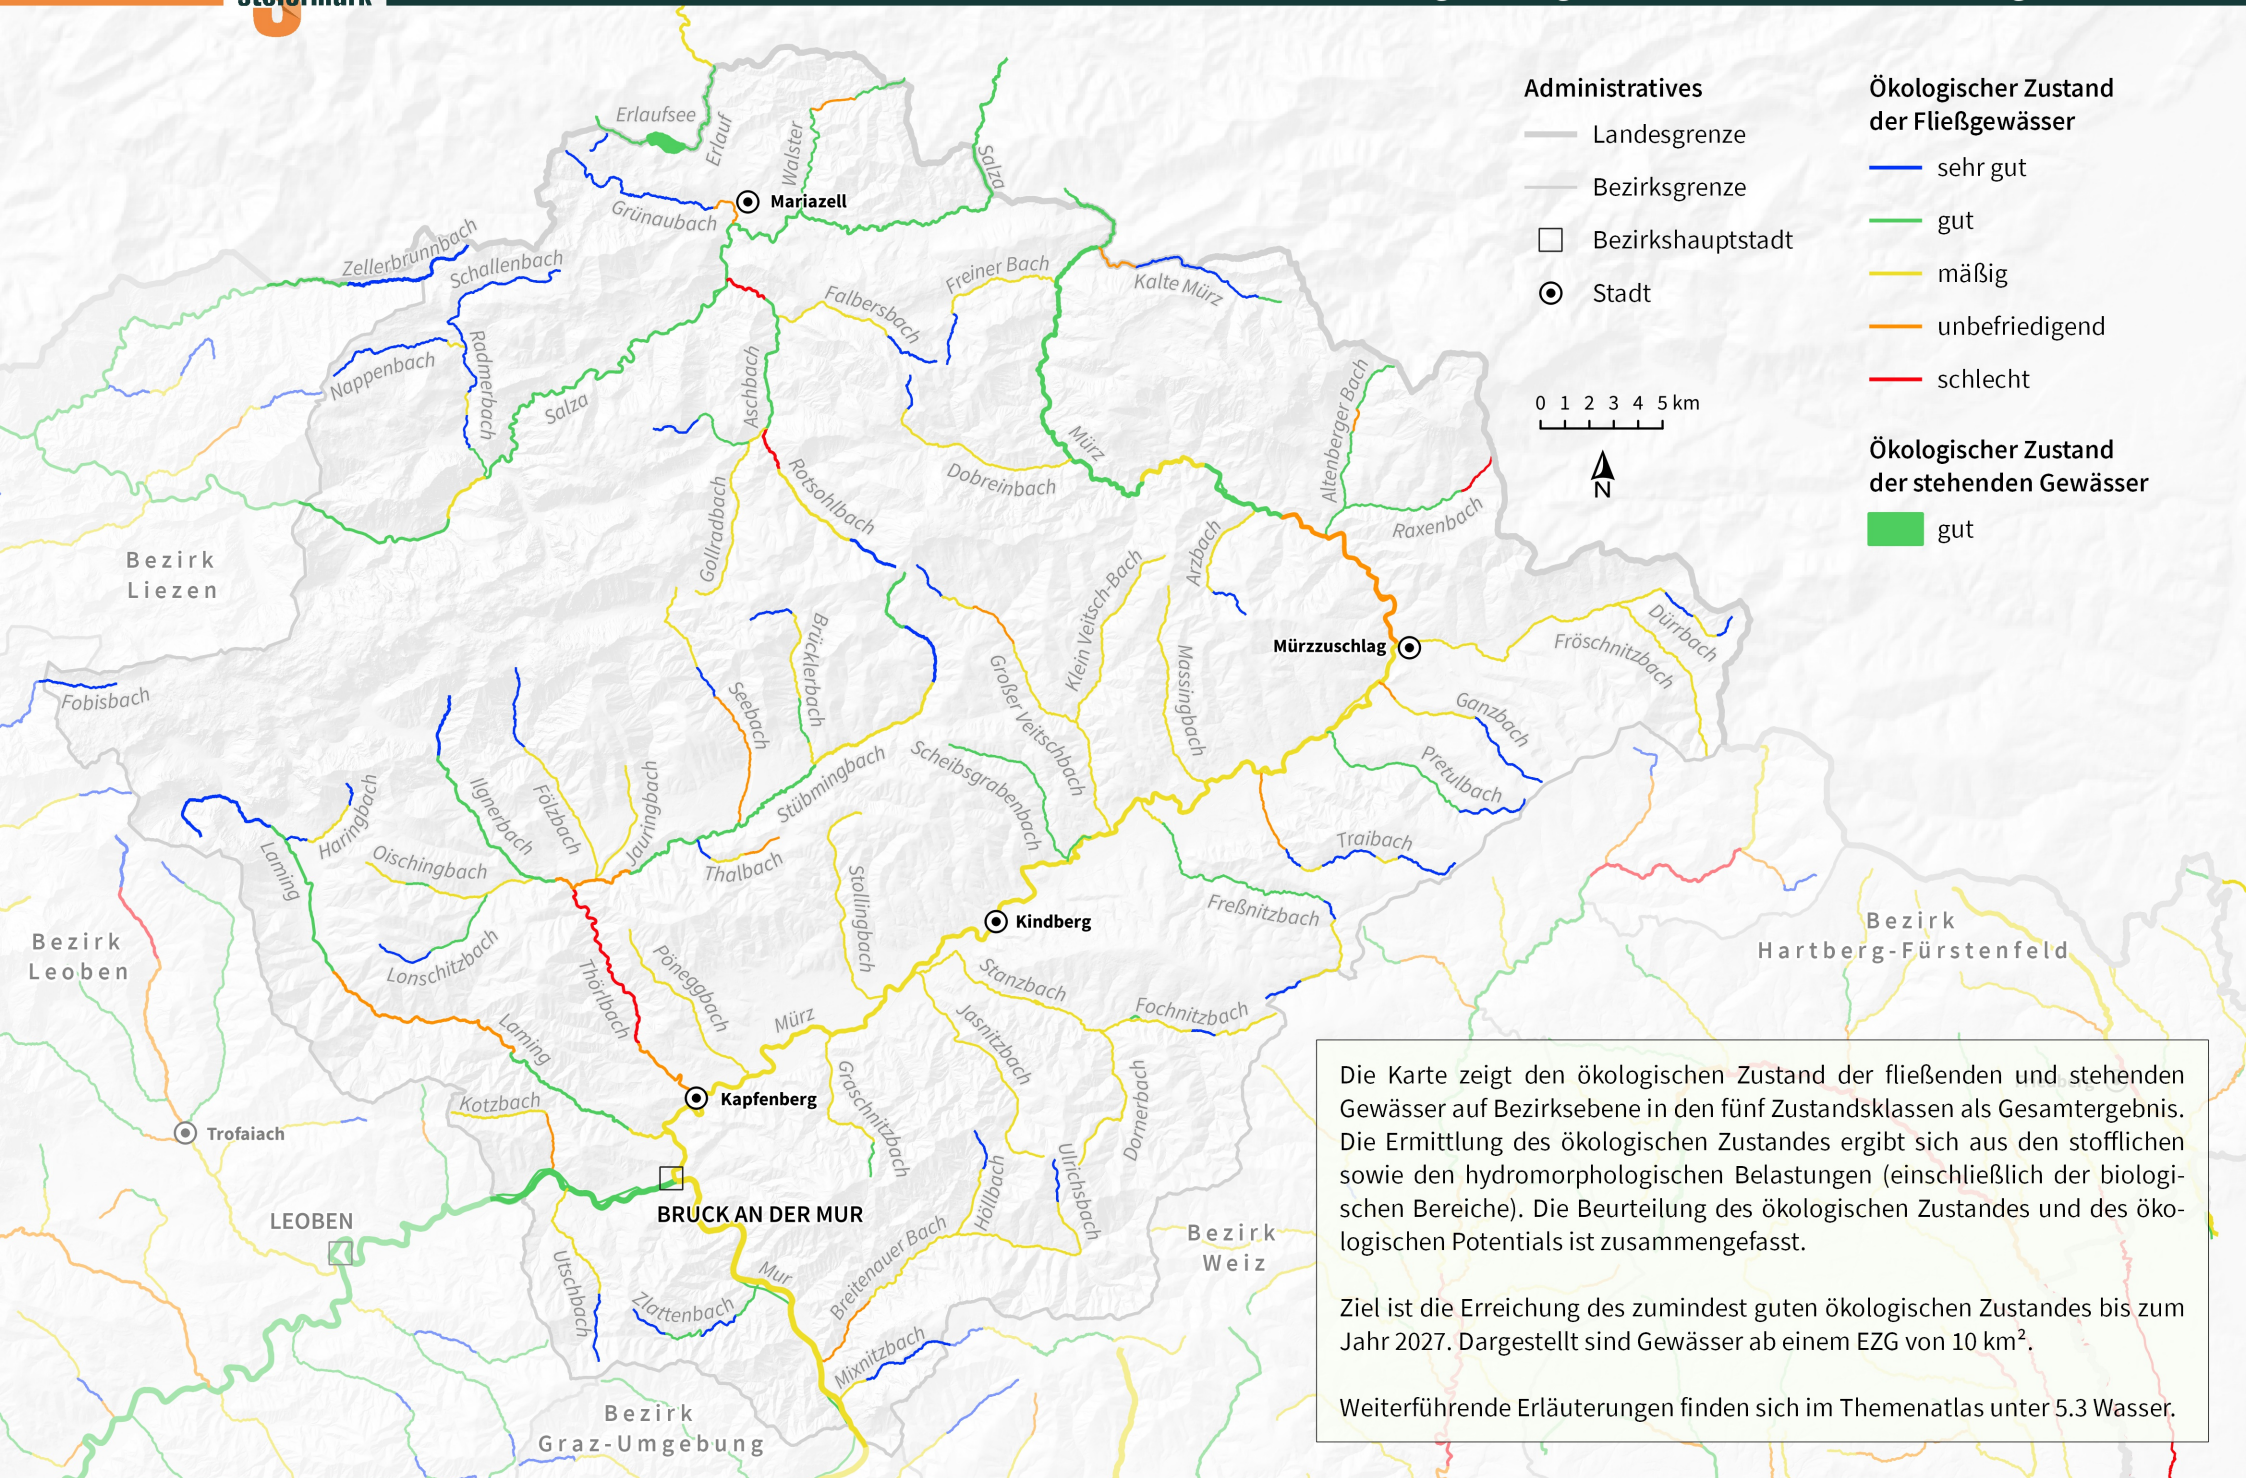 Steiermark
Administratives
Landesgrenze
Bezirksgrenze
Bezirkshauptstadt
Stadt
0 1 2 3 4 5 km
N
Ökologischer Zustand
der Fließgewässer
sehr gut
gut
mäßig
unbefriedigend
schlecht
Ökologischer Zustand
der stehenden Gewässer
gut
Erlaufsee
Erlauf
Walster
Salza
Mariazell
Grünaubach
Zellerbrunnbach
Schallenbach
Freiner Bach
Kalte Mürz
Falbersbach
Nappenbach
Radmerbach
Salza
Aschbach
Mürz
Altenberger Bach
Dobreinbach
Rotsohlbach
Gollradbach
Raxenbach
Arzbach
Bezirk
Liezen
Klein Veitsch-Bach
Brücklerbach
Massingbach
Mürzzuschlag
Dürrbach
Fröschnitzbach
Fobisbach
Seebach
Großer Veitschbach
Ganzbach
Scheibsgrabenbach
Pretulbach
Stübmingbach
Haringbach
Ilgnerbach
Fölzbach
Jauringbach
Traibach
Laming
Oischingbach
Thalbach
Stollingbach
Freßnitzbach
Kindberg
Bezirk
Leoben
Bezirk
Hartberg-Fürstenfeld
Lonschitzbach
Thörlbach
Pöneggbach
Stanzbach
Fochnitzbach
Mürz
Laming
Jasnitzbach
Graschnitzbach
Dornerbach
Kapfenberg
Kotzbach
Trofaiach
LEOBEN
BRUCK AN DER MUR
Höllbach
Ulrichsbach
Bezirk
Weiz
Utschbach
Mur
Zlattenbach
Breitenauer Bach
Mixnitzbach
Bezirk
Graz-Umgebung
Die Karte zeigt den ökologischen Zustand der fließenden und stehenden
Gewässer auf Bezirksebene in den fünf Zustandsklassen als Gesamtergebnis.
Die Ermittlung des ökologischen Zustandes ergibt sich aus den stofflichen
sowie den hydromorphologischen Belastungen (einschließlich der biologi-
schen Bereiche). Die Beurteilung des ökologischen Zustandes und des öko-
logischen Potentials ist zusammengefasst.
Ziel ist die Erreichung des zumindest guten ökologischen Zustandes bis zum
Jahr 2027. Dargestellt sind Gewässer ab einem EZG von 10 km².
Weiterführende Erläuterungen finden sich im Themenatlas unter 5.3 Wasser.